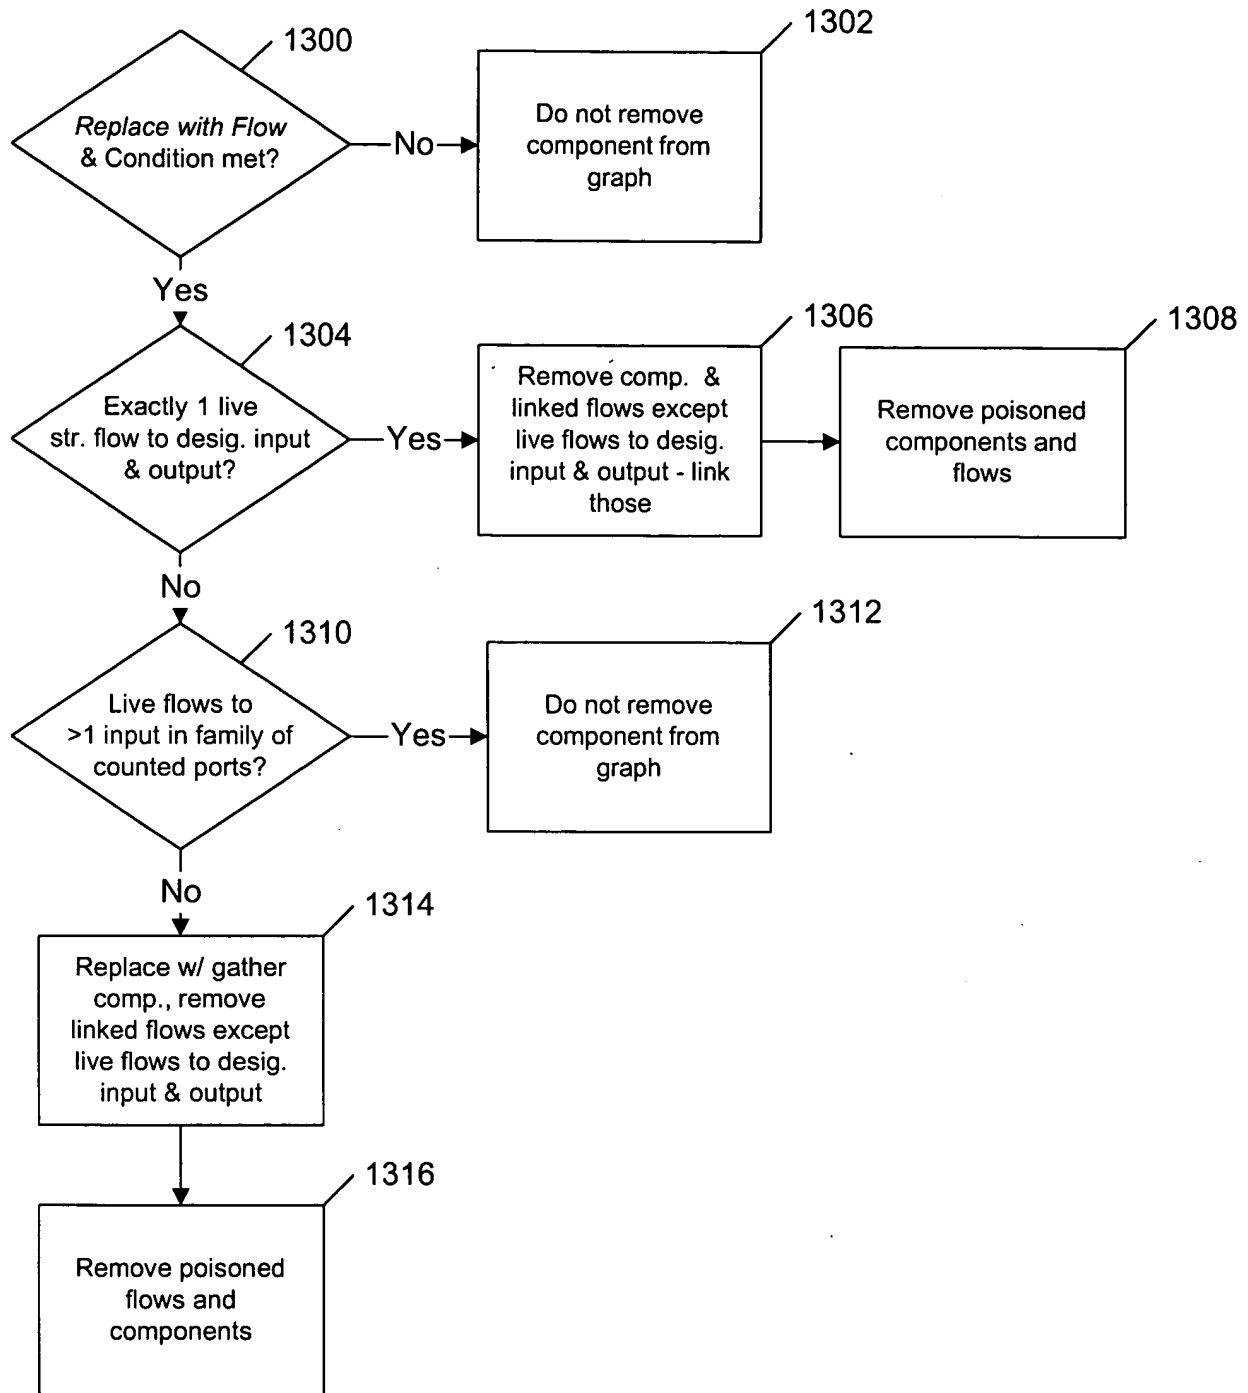 1300
Replace with Flow
& Condition met?
No
1302
Do not remove
component from
graph
Yes
1304
Exactly 1 live
str. flow to desig. input
& output?
Yes
1306
Remove comp. &
linked flows except
live flows to desig.
input & output - link
those
1308
Remove poisoned
components and
flows
No
1310
Live flows to
>1 input in family of
counted ports?
Yes
1312
Do not remove
component from
graph
No
1314
Replace w/ gather
comp., remove
linked flows except
live flows to desig.
input & output
1316
Remove poisoned
flows and
components